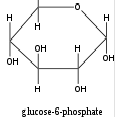 H O
H H
OH H
OH OH
H OH
glucose-6-phosphate